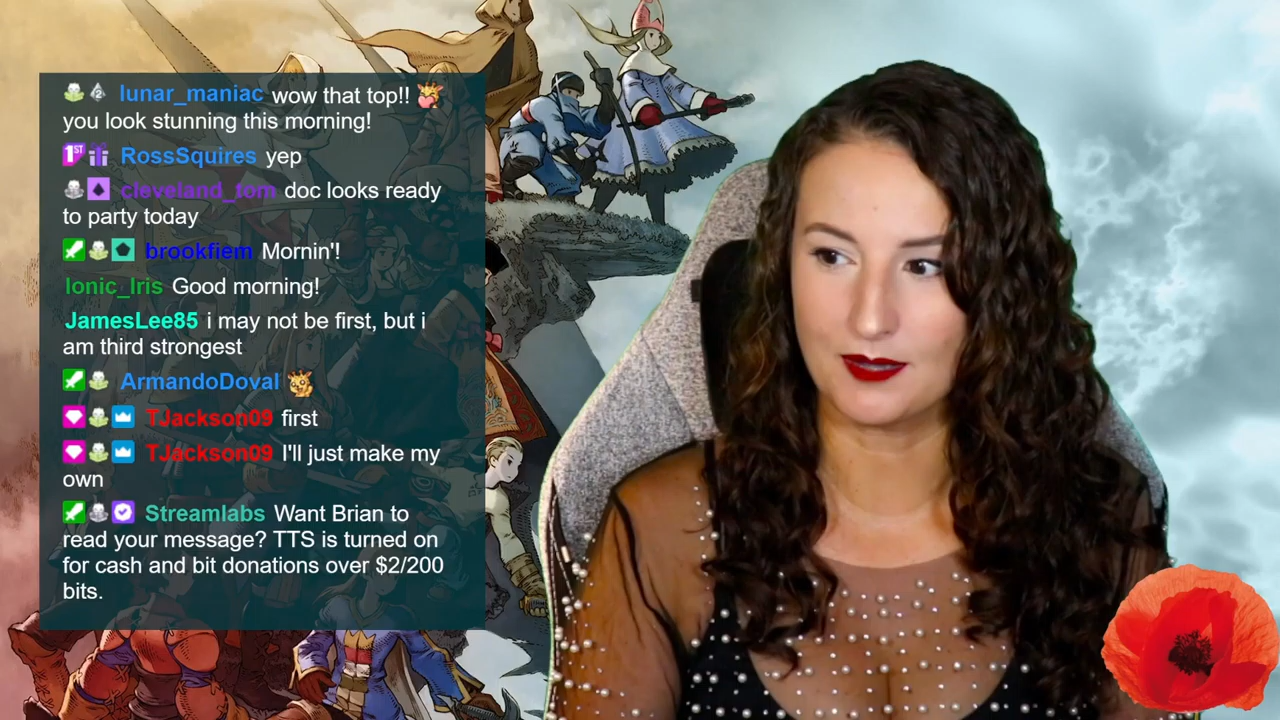 lunar_maniac wow that top!!
you look stunning this morning!
1ST RossSquires yep
cleveland_tom doc looks ready
to party today
brookfiem Mornin'!
Ionic_Iris Good morning!
JamesLee85 i may not be first, but i
am third strongest
ArmandoDoval
TJackson09 first
TJackson09 I'll just make my
own
Streamlabs Want Brian to
read your message? TTS is turned on
for cash and bit donations over $2/200
bits.